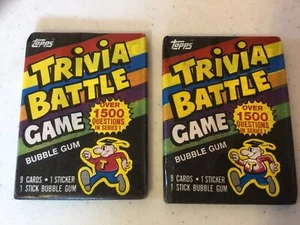 topps
TRIVIA
BATTLE
GAME
OVER
1500
QUESTIONS
IN SERIES 1
BUBBLE GUM
9 CARDS • 1 STICKER
1 STICK BUBBLE GUM
T
topps
TRIVIA
BATTLE
GAME
OVER
1500
QUESTIONS
IN SERIES 1
BUBBLE GUM
9 CARDS • 1 STICKER
1 STICK BUBBLE GUM